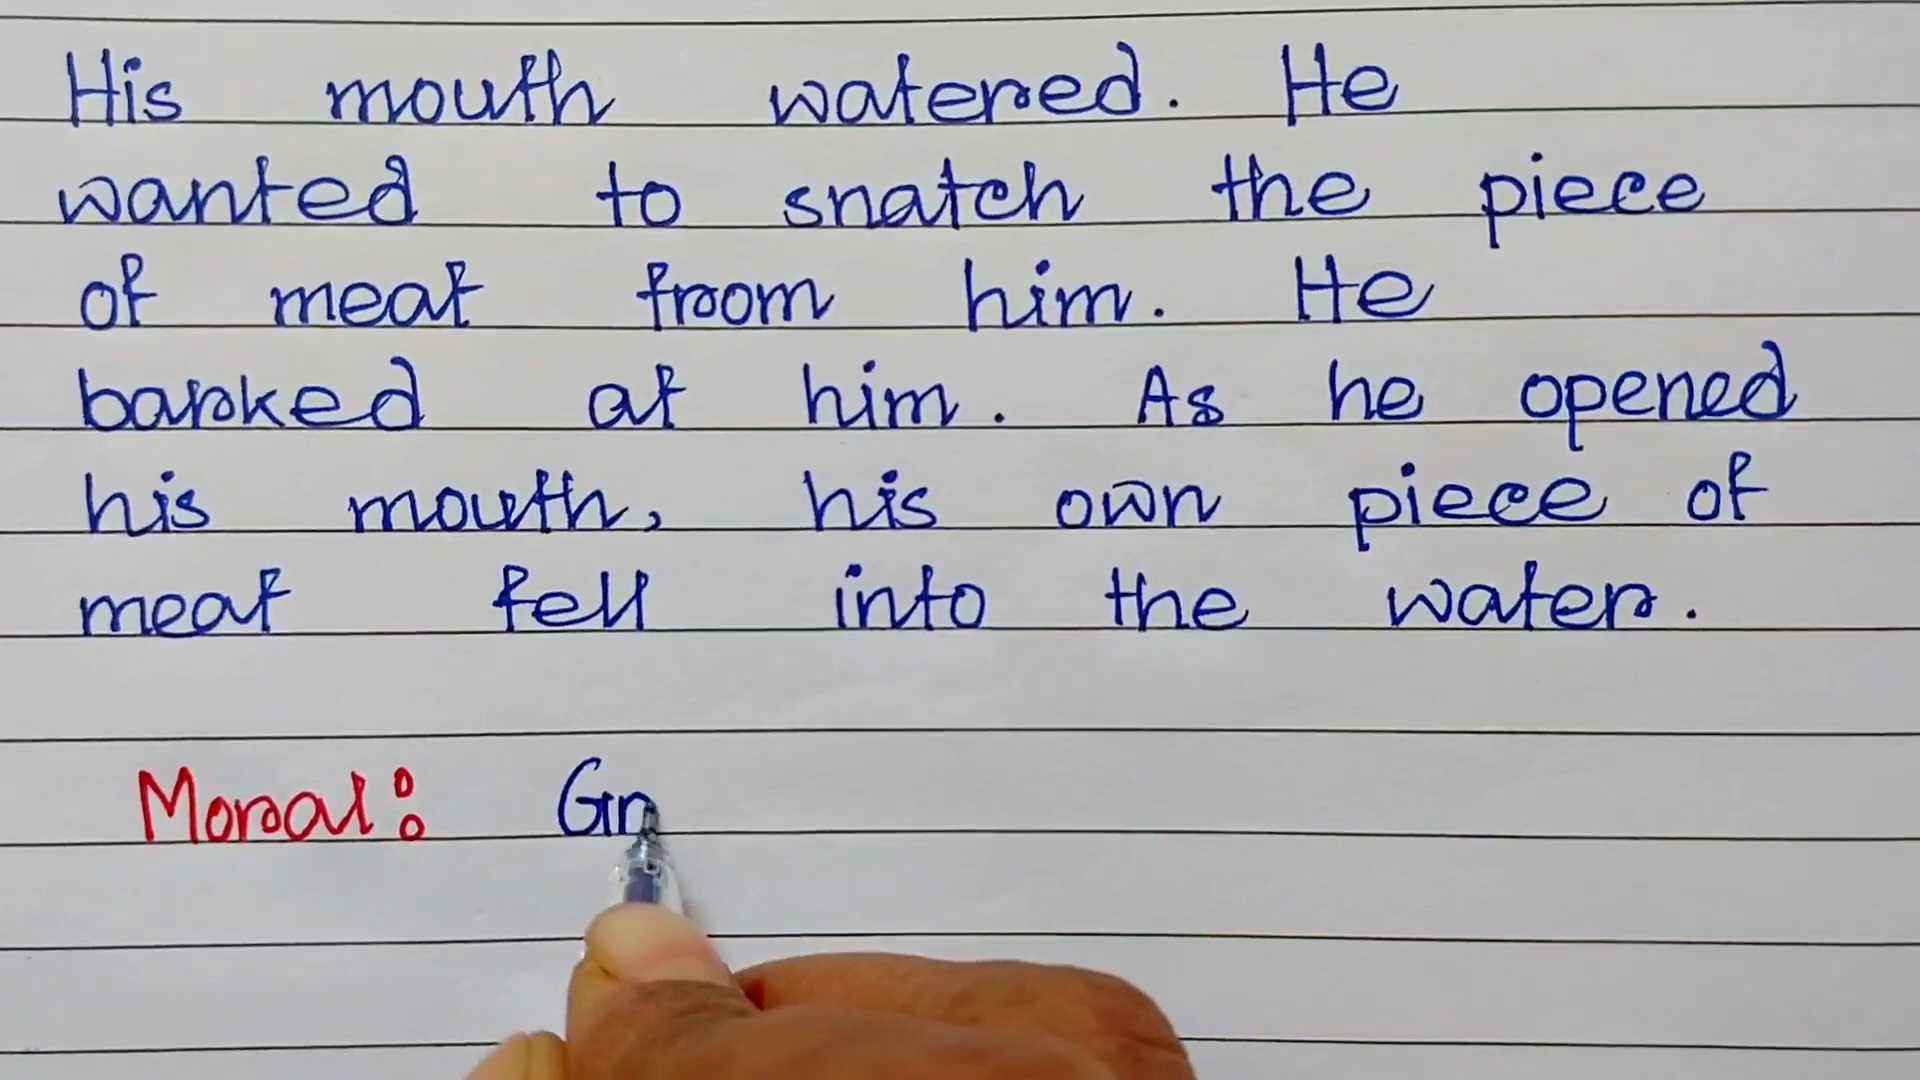 His mouth watered. He
wanted to snatch the piece
of meat from him. He
barked at him. As he opened
his mouth, his own piece of
meat fell into the water.
Moral: Gr